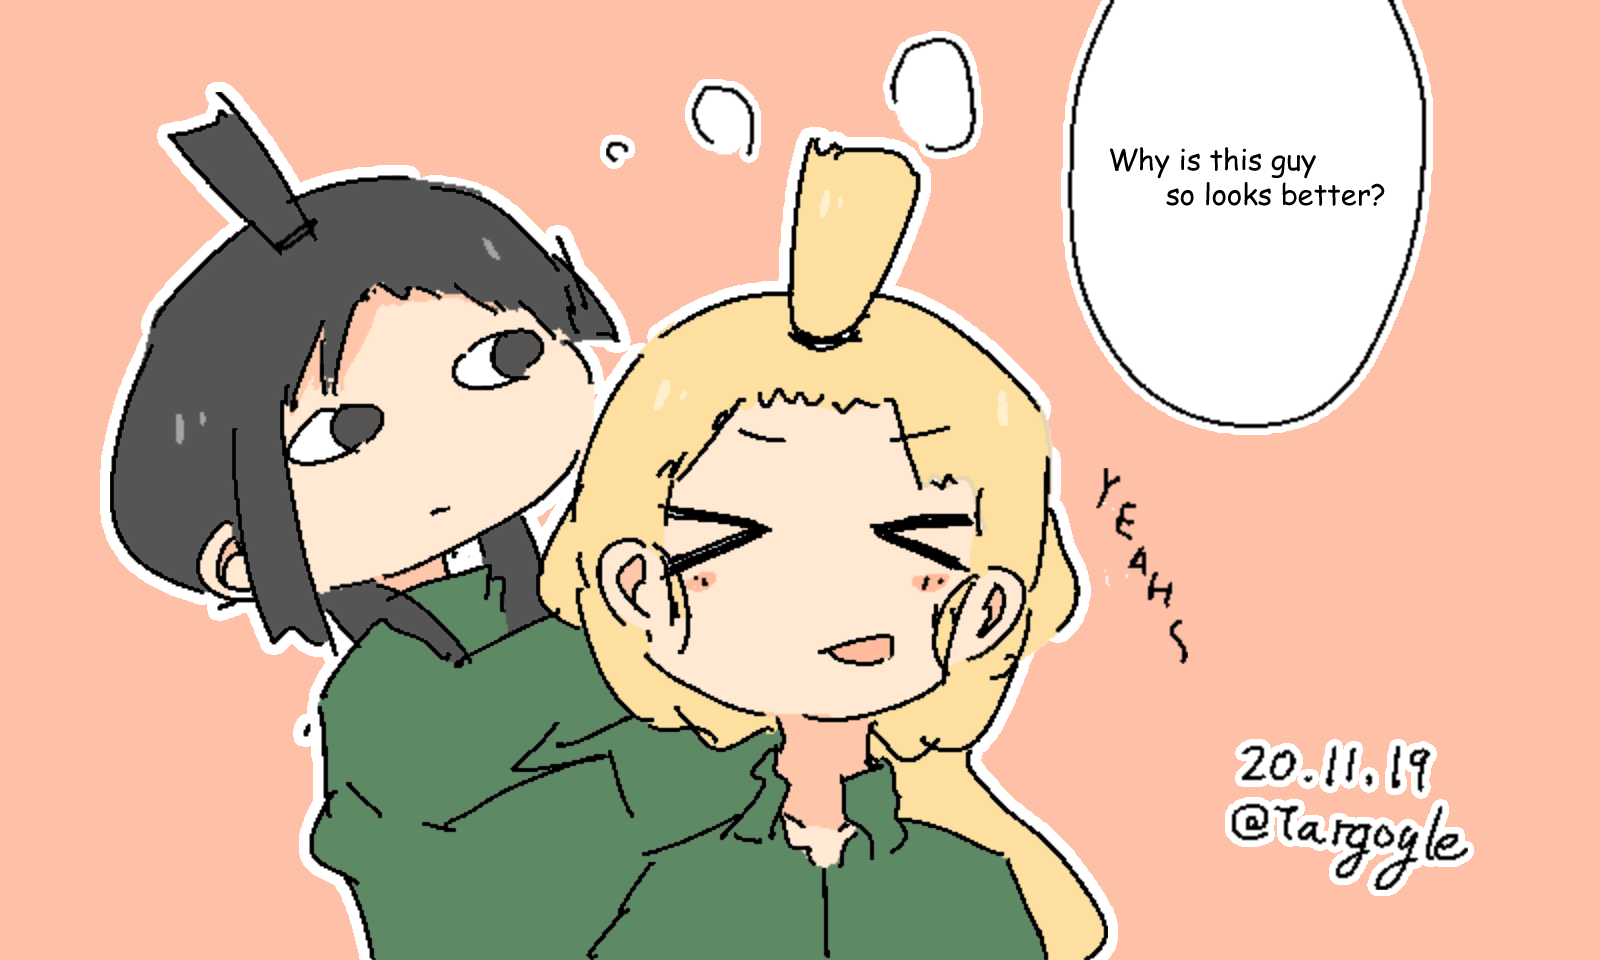 Why is this guy
so looks better?
YEAHS
20.11.19
@Targoyle